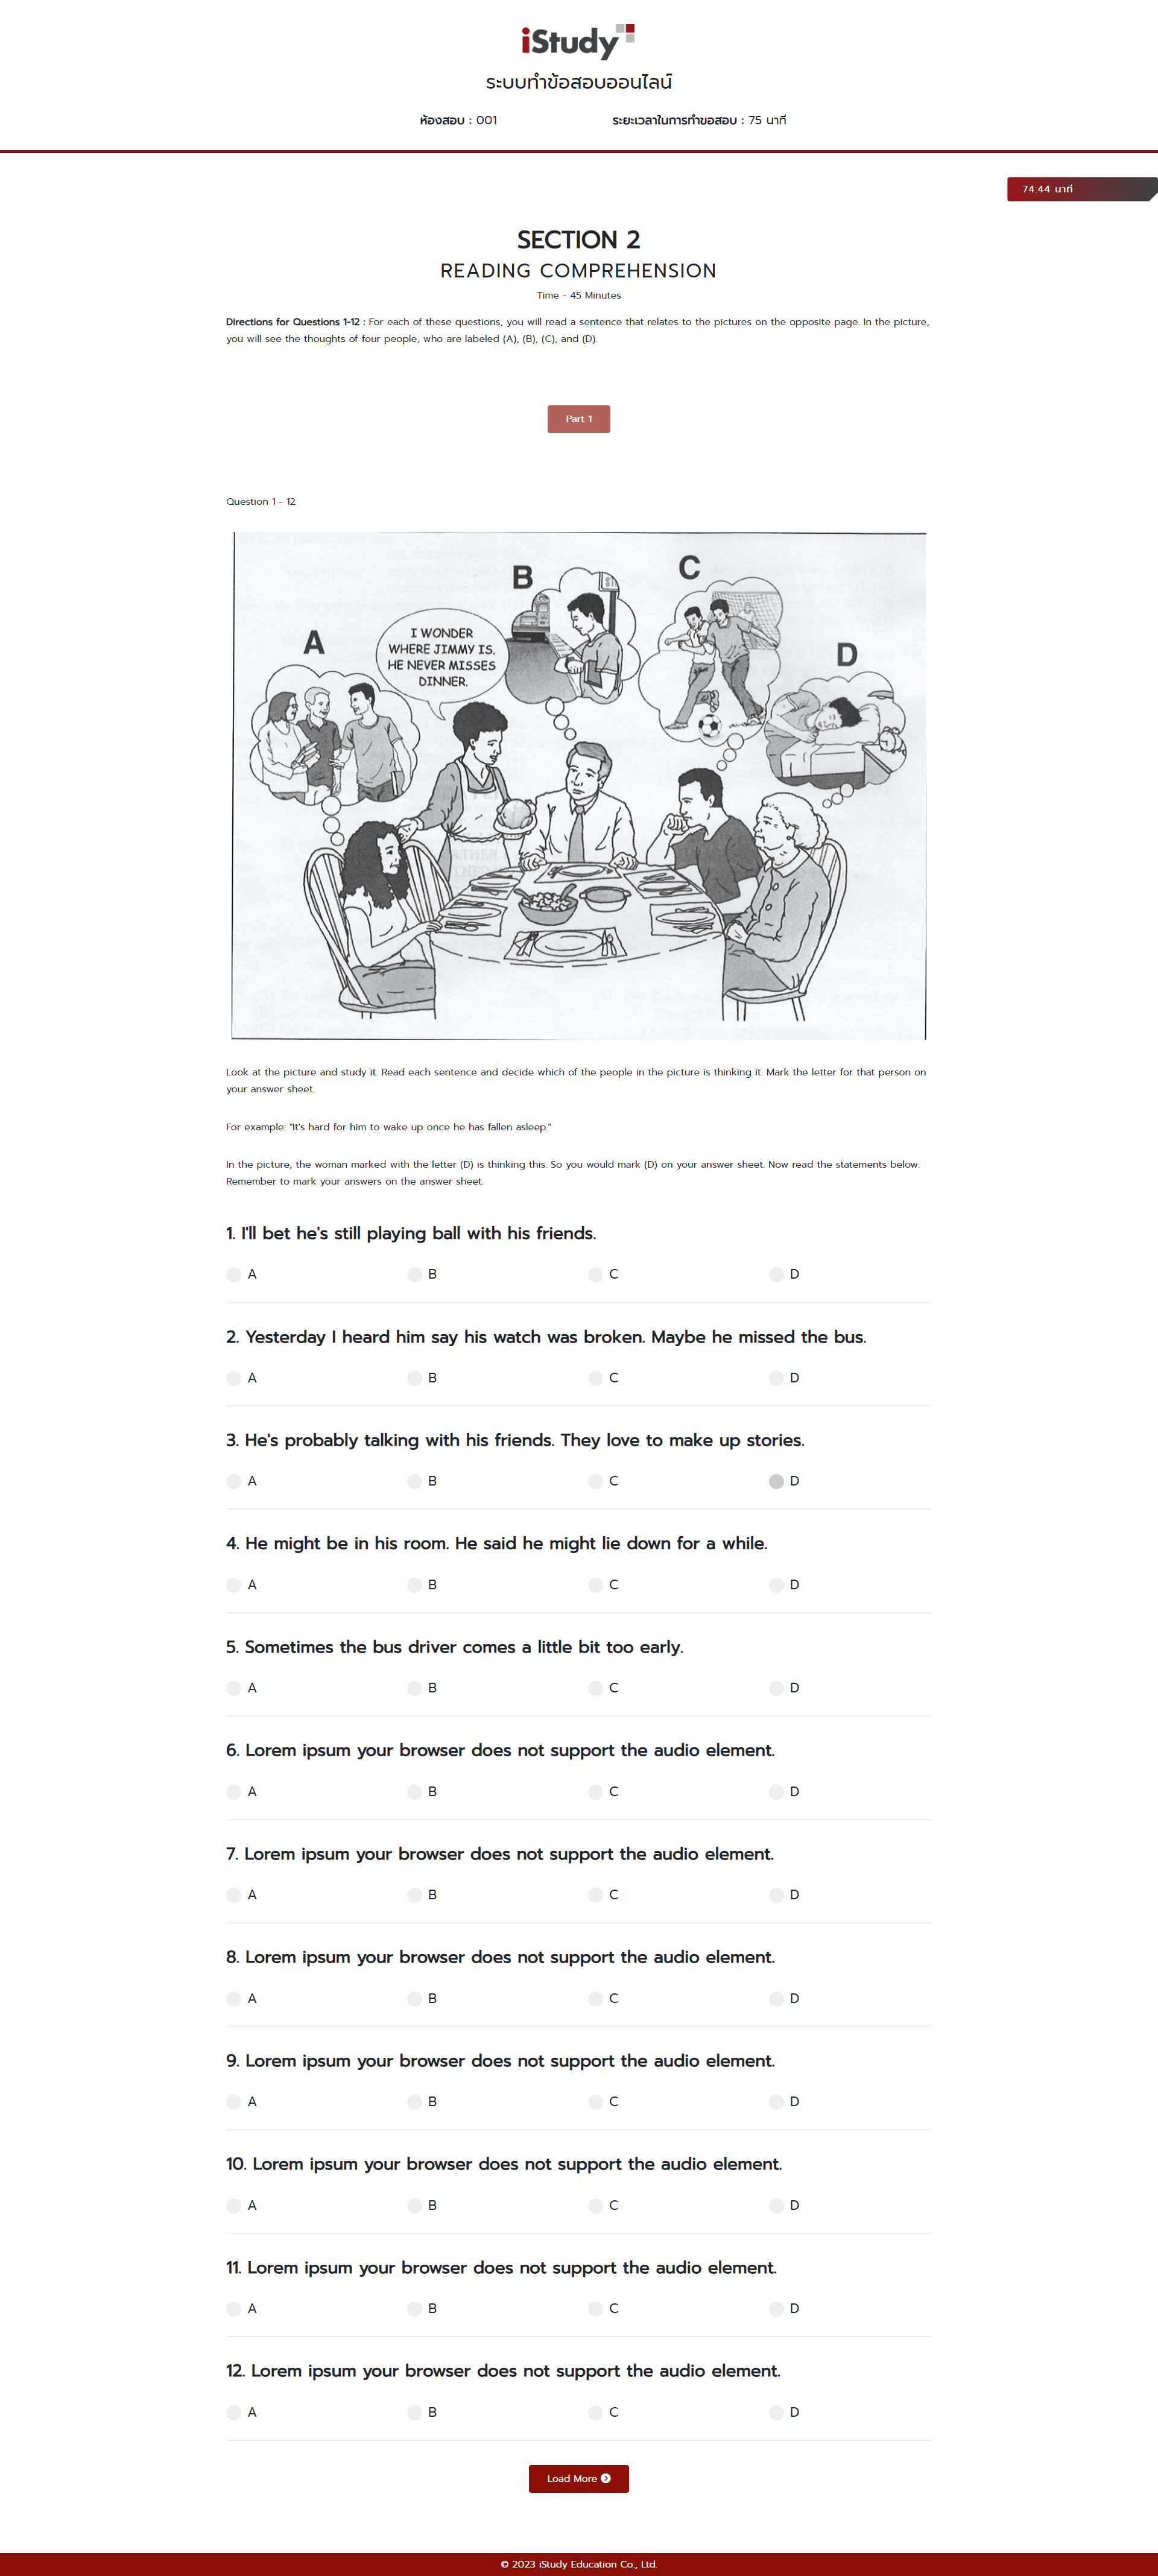 iStudy
ระบบทำข้อสอบออนไลน์
ห้องสอบ : 001 ระยะเวลาในการทำขอสอบ : 75 นาที
74:44 นาที
SECTION 2
READING COMPREHENSION
Time - 45 Minutes
Directions for Questions 1-12 : For each of these questions, you will read a sentence that relates to the pictures on the opposite page. In the picture,
you will see the thoughts of four people, who are labeled (A), (B), (C), and (D).
Part 1
Question 1 - 12
A
I WONDER
WHERE JIMMY IS.
HE NEVER MISSES
DINNER.
B
C
D
Look at the picture and study it. Read each sentence and decide which of the people in the picture is thinking it. Mark the letter for that person on
your answer sheet.
For example: "It's hard for him to wake up once he has fallen asleep."
In the picture, the woman marked with the letter (D) is thinking this. So you would mark (D) on your answer sheet. Now read the statements below.
Remember to mark your answers on the answer sheet.
1. I'll bet he's still playing ball with his friends.
A B C D
2. Yesterday I heard him say his watch was broken. Maybe he missed the bus.
A B C D
3. He's probably talking with his friends. They love to make up stories.
A B C D
4. He might be in his room. He said he might lie down for a while.
A B C D
5. Sometimes the bus driver comes a little bit too early.
A B C D
6. Lorem ipsum your browser does not support the audio element.
A B C D
7. Lorem ipsum your browser does not support the audio element.
A B C D
8. Lorem ipsum your browser does not support the audio element.
A B C D
9. Lorem ipsum your browser does not support the audio element.
A B C D
10. Lorem ipsum your browser does not support the audio element.
A B C D
11. Lorem ipsum your browser does not support the audio element.
A B C D
12. Lorem ipsum your browser does not support the audio element.
A B C D
Load More
© 2023 iStudy Education Co., Ltd.